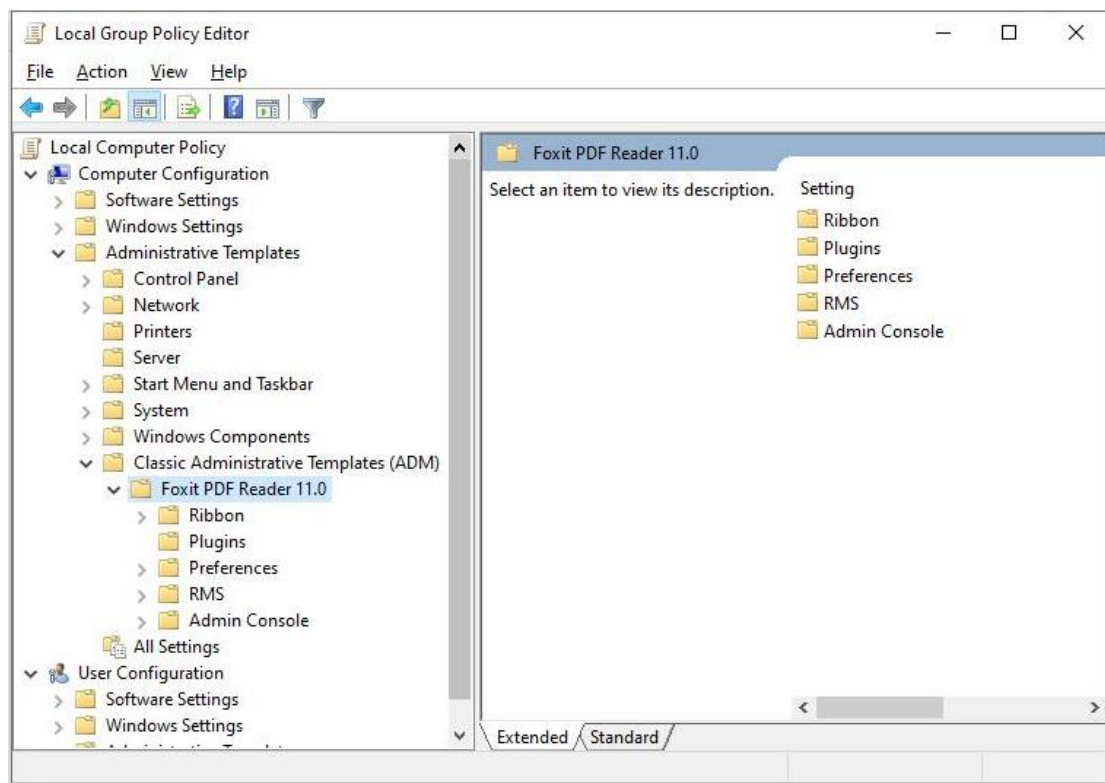 Local Group Policy Editor
File Action View Help
Local Computer Policy
Computer Configuration
Software Settings
Windows Settings
Administrative Templates
Control Panel
Network
Printers
Server
Start Menu and Taskbar
System
Windows Components
Classic Administrative Templates (ADM)
Foxit PDF Reader 11.0
Ribbon
Plugins
Preferences
RMS
Admin Console
All Settings
User Configuration
Software Settings
Windows Settings
Foxit PDF Reader 11.0
Select an item to view its description.
Setting
Ribbon
Plugins
Preferences
RMS
Admin Console
Extended Standard